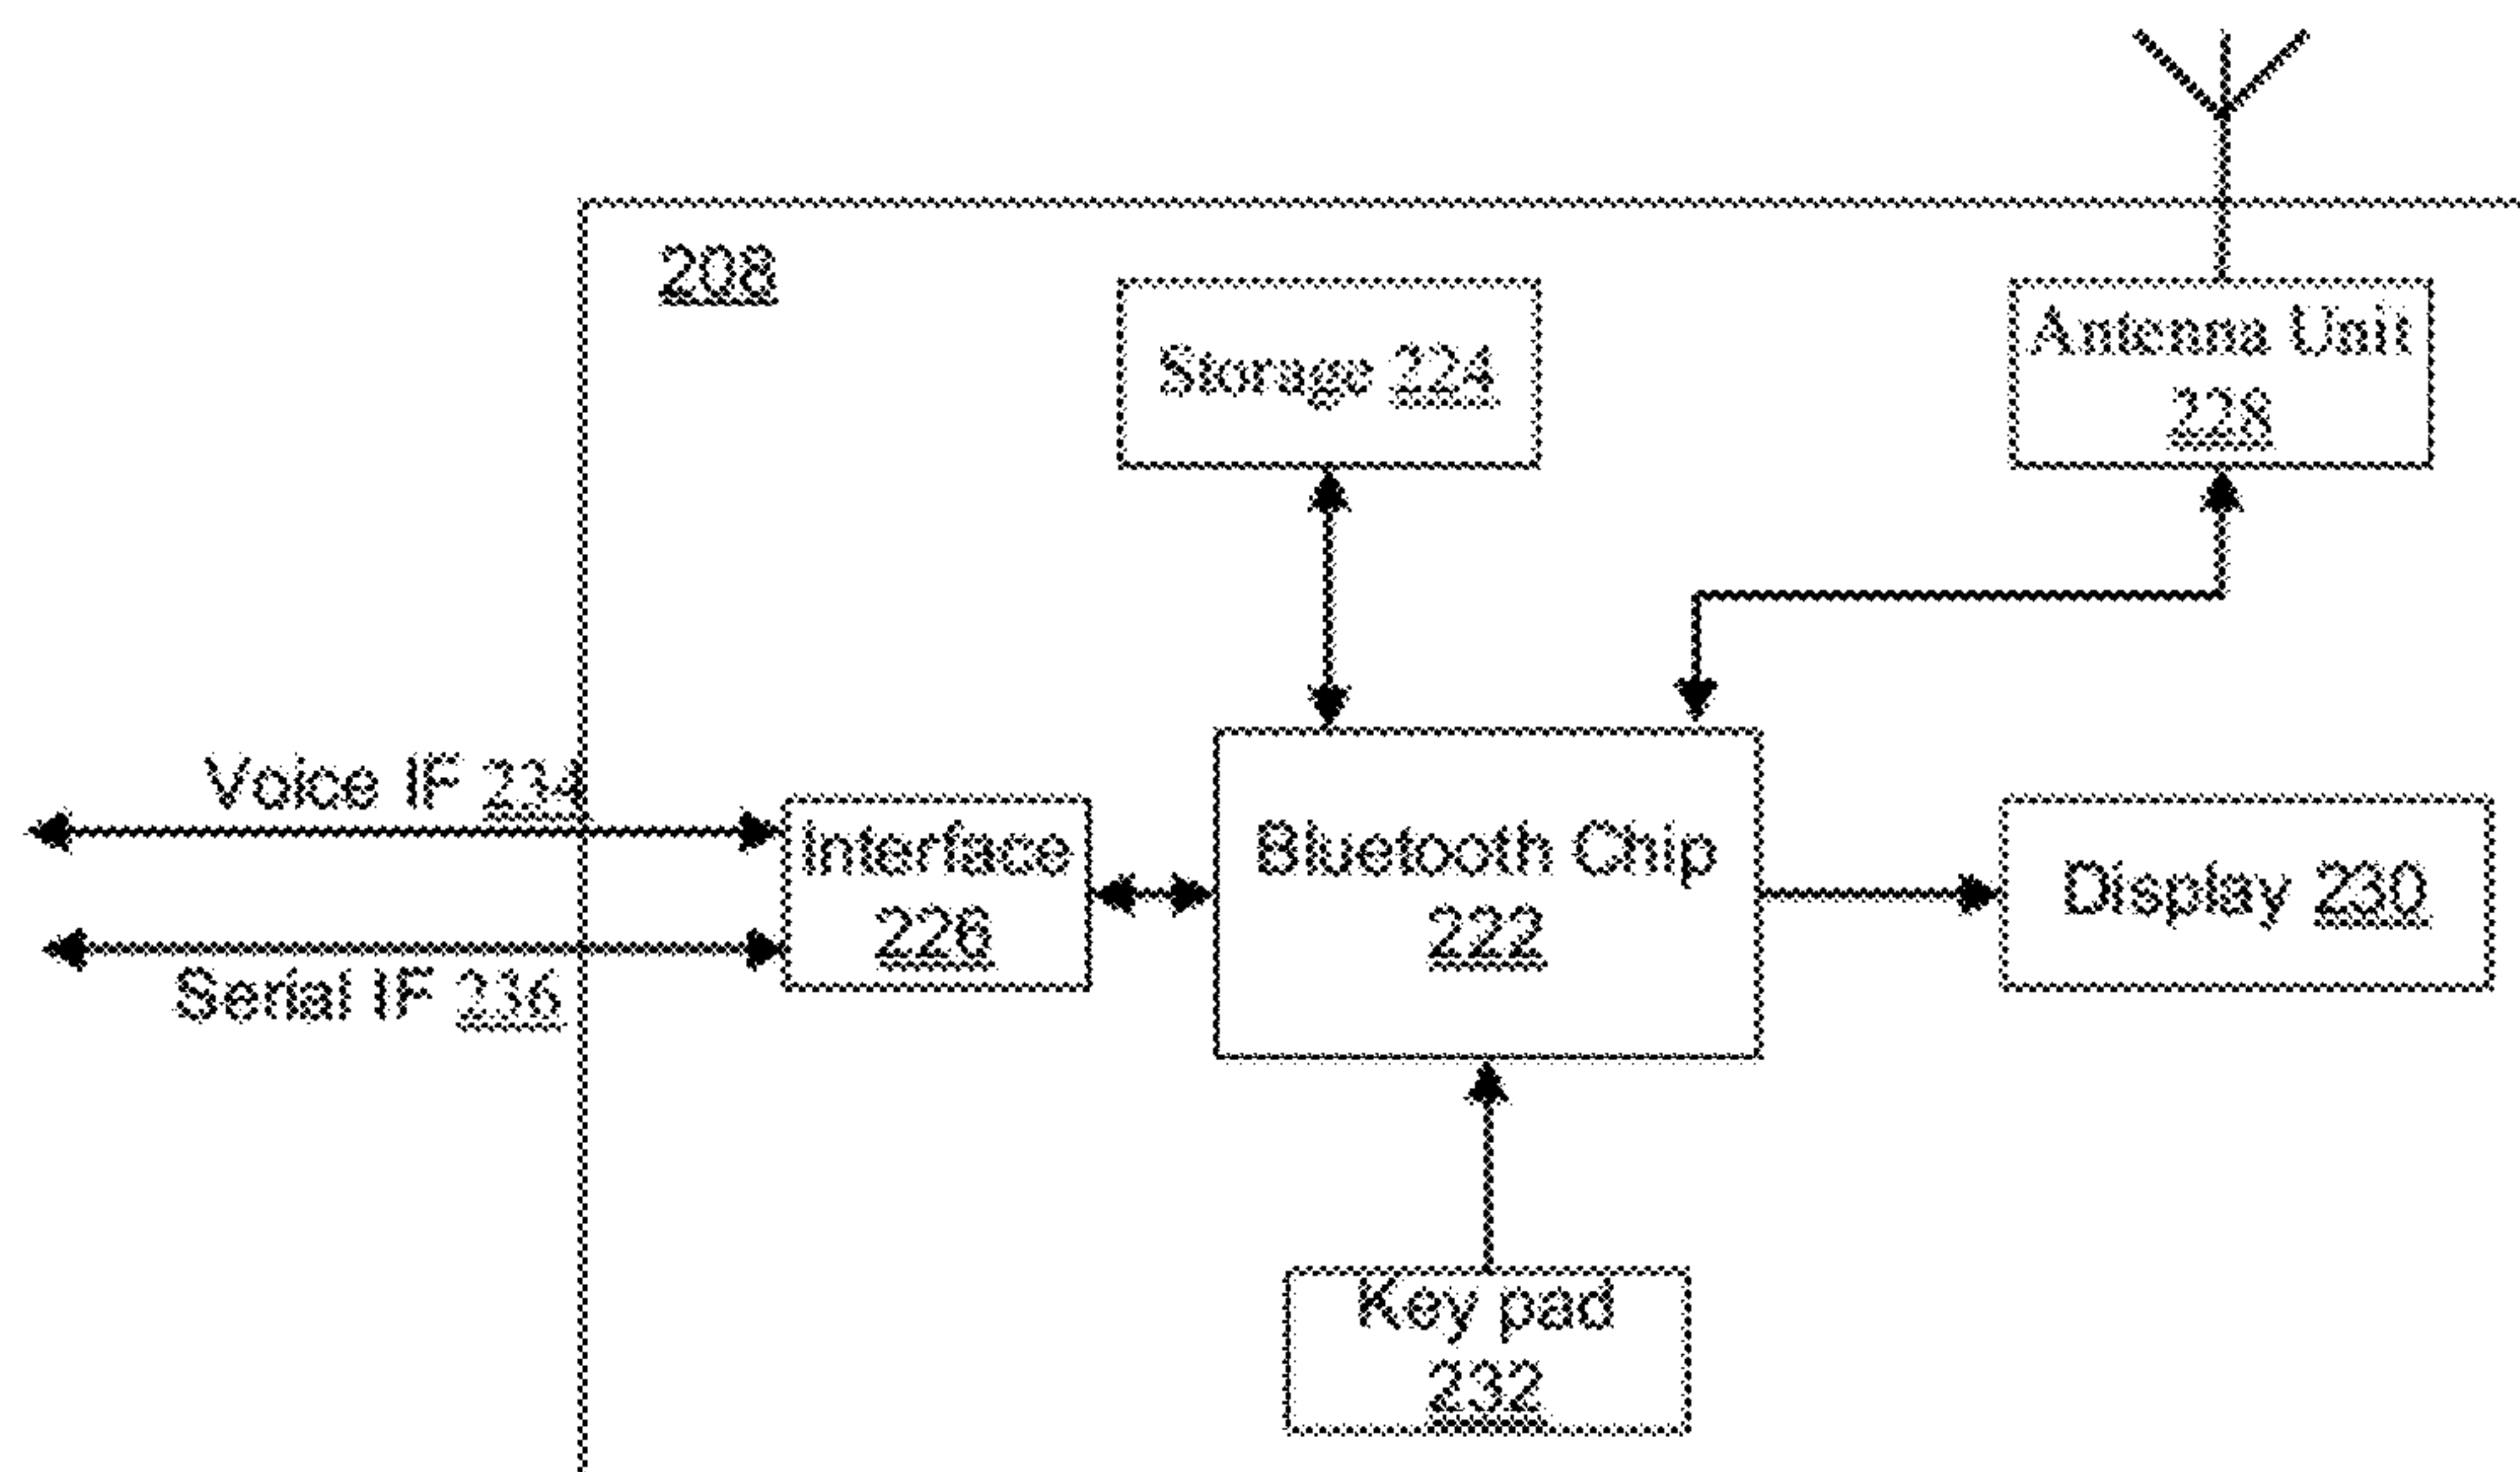 208
Storage 224
Antenna Unit
228
Voice IF 234
Interface
226
Bluetooth Chip
222
Display 230
Serial IF 236
Key pad
232